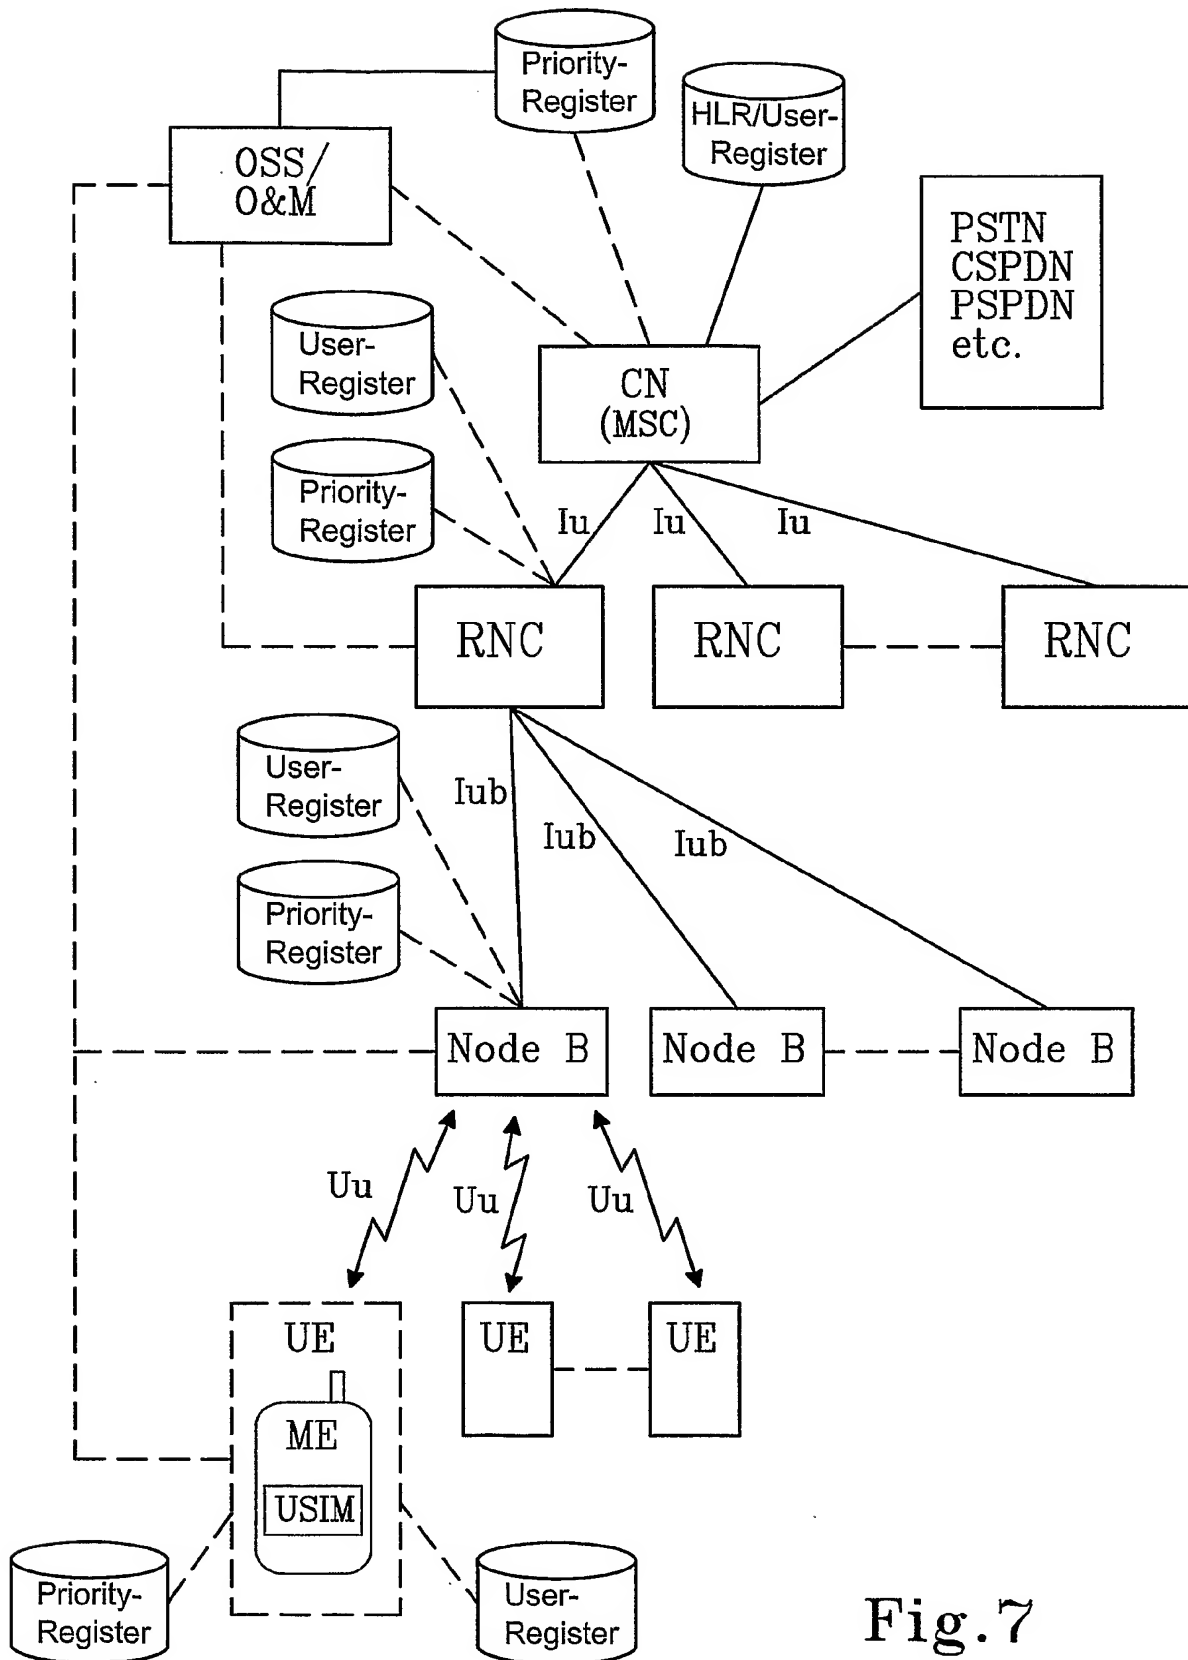 Priority-
Register
HLR/User-
Register
OSS/
O&M
PSTN
CSPDN
PSPDN
etc.
User-
Register
CN
(MSC)
Priority-
Register
Iu
Iu
Iu
RNC
RNC
RNC
User-
Register
Iub
Iub
Iub
Priority-
Register
Node B
Node B
Node B
Uu
Uu
Uu
UE
UE
UE
ME
USIM
Priority-
Register
User-
Register
Fig.7